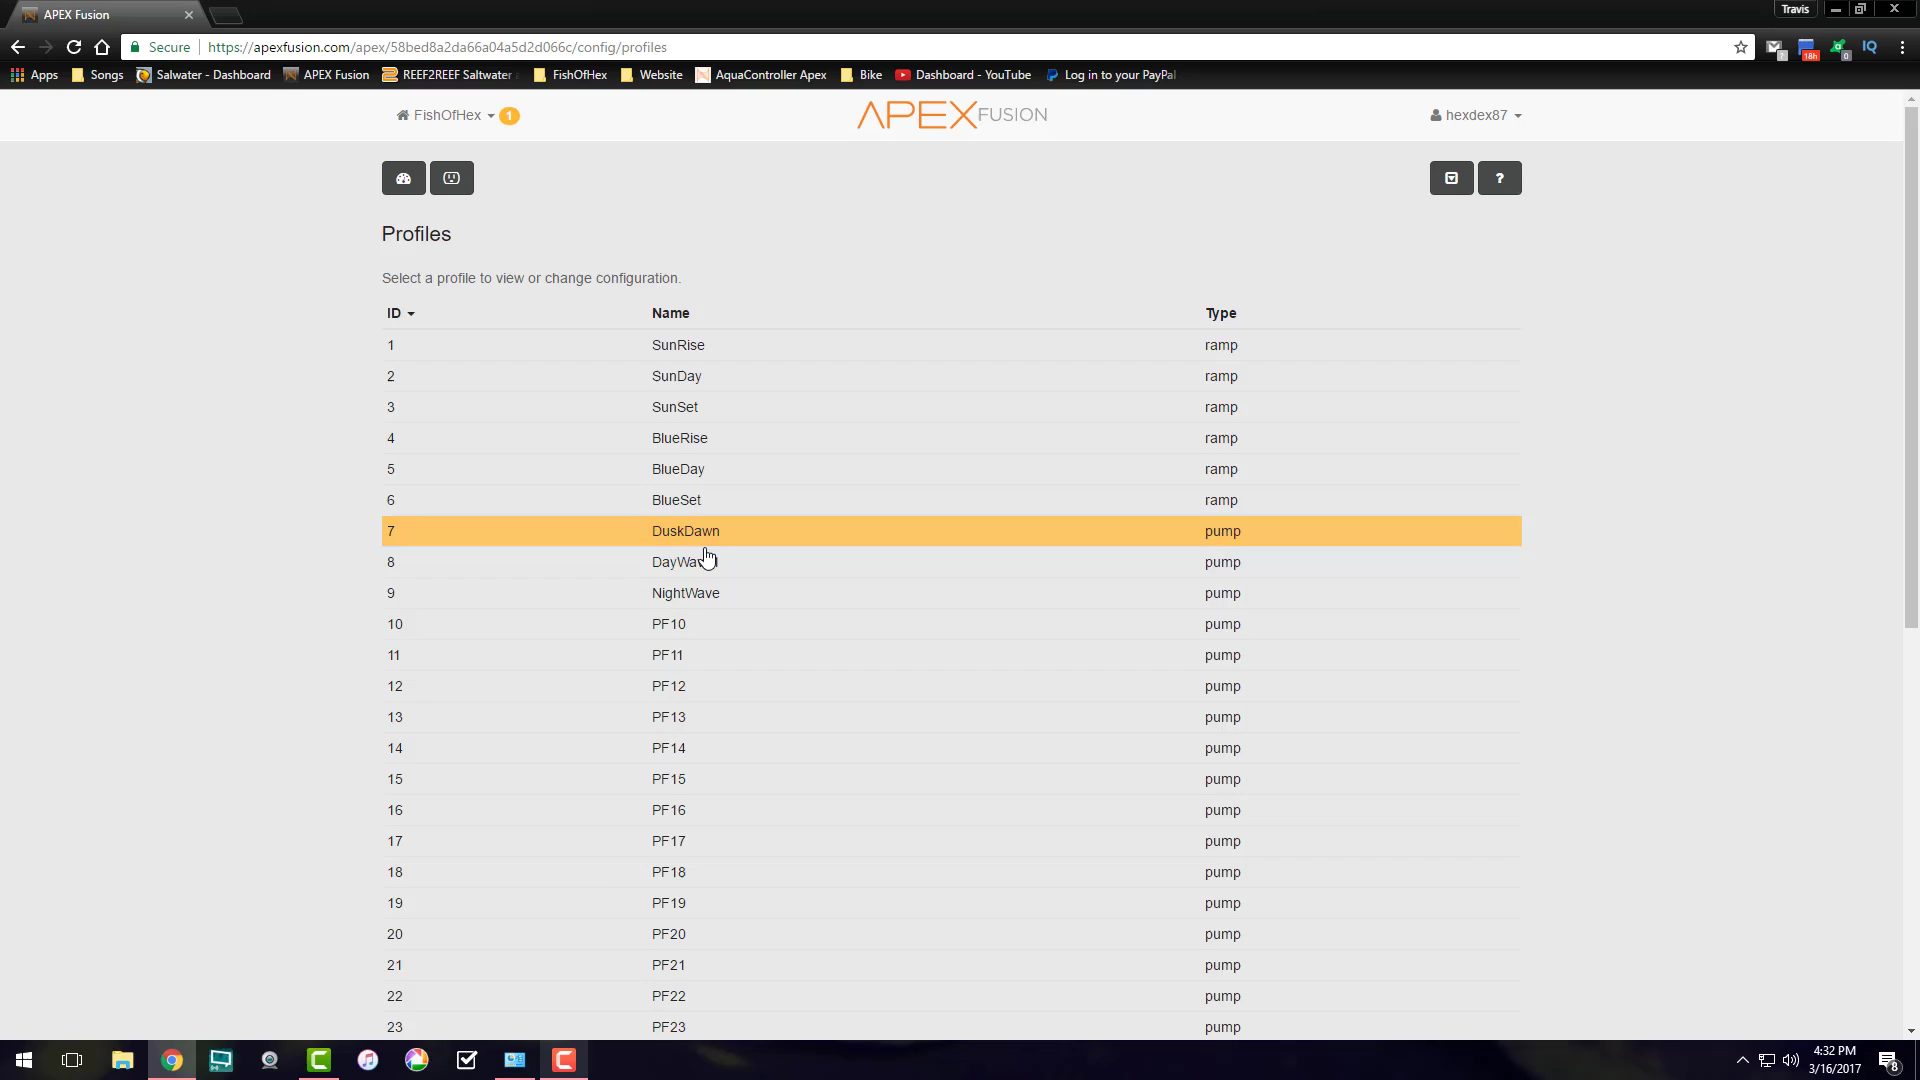 APEX Fusion
Travis
Secure https://apexfusion.com/apex/58bed8a2da66a04a5d2d066c/config/profiles
18h
0
IQ
Apps Songs Salwater - Dashboard APEX Fusion REEF2REEF Saltwater FishOfHex Website AquaController Apex Bike Dashboard - YouTube Log in to your PayPal
FishOfHex 1
APEX FUSION
hexdex87
?
Profiles
Select a profile to view or change configuration.
ID Name Type
1 SunRise ramp
2 SunDay ramp
3 SunSet ramp
4 BlueRise ramp
5 BlueDay ramp
6 BlueSet ramp
7 DuskDawn pump
8 pump
9 NightWave pump
10 PF10 pump
11 PF11 pump
12 PF12 pump
13 PF13 pump
14 PF14 pump
15 PF15 pump
16 PF16 pump
17 PF17 pump
18 PF18 pump
19 PF19 pump
20 PF20 pump
21 PF21 pump
22 PF22 pump
23 PF23 pump
4:32 PM
3/16/2017
8